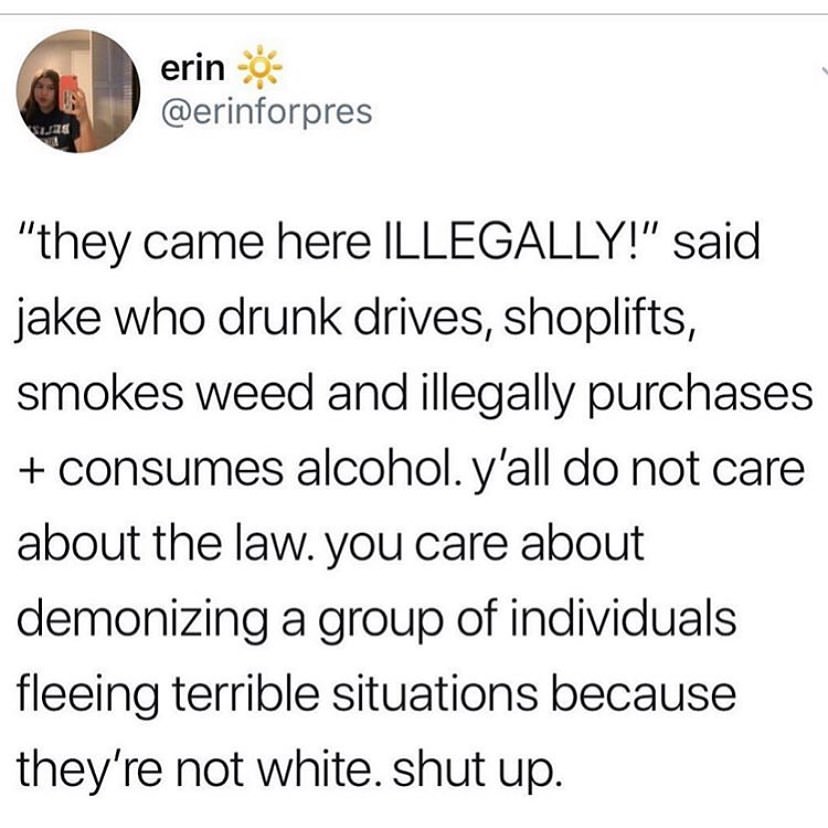 erin ☀️
@erinforpres
"they came here ILLEGALLY!" said
jake who drunk drives, shoplifts,
smokes weed and illegally purchases
+ consumes alcohol. y'all do not care
about the law. you care about
demonizing a group of individuals
fleeing terrible situations because
they're not white. shut up.